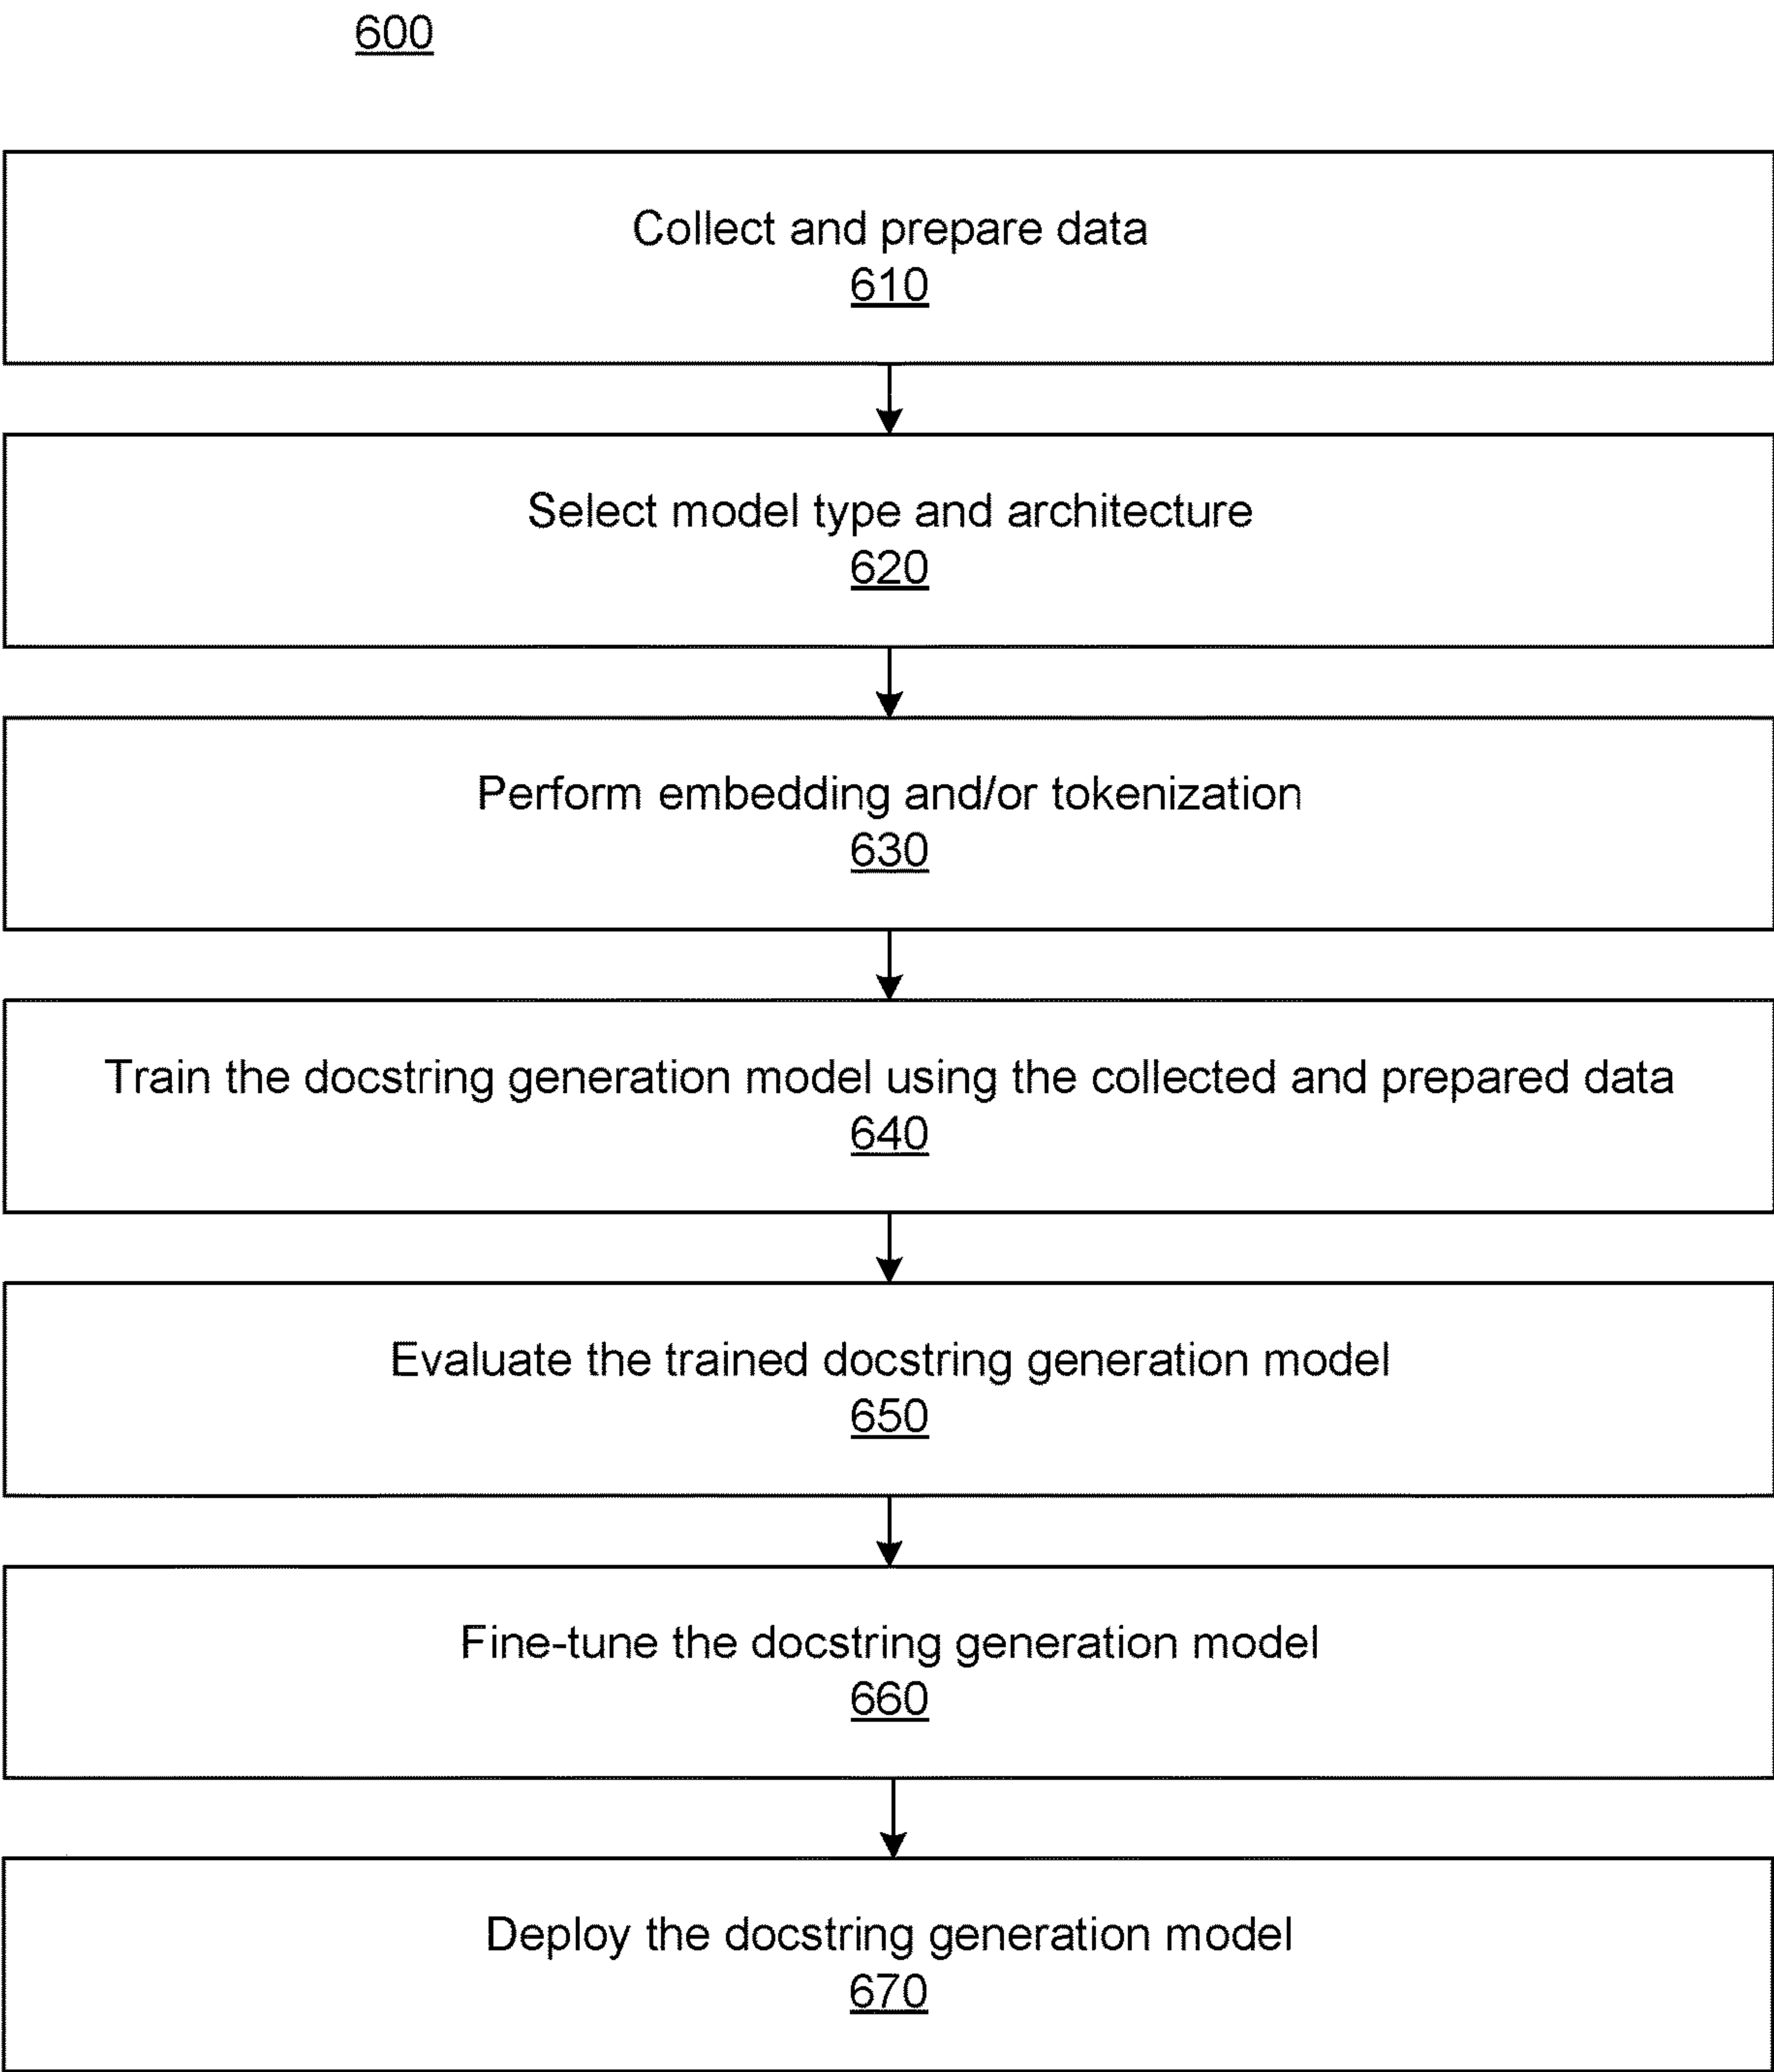 600
Collect and prepare data
610
Select model type and architecture
620
Perform embedding and/or tokenization
630
Train the docstring generation model using the collected and prepared data
640
Evaluate the trained docstring generation model
650
Fine-tune the docstring generation model
660
Deploy the docstring generation model
670